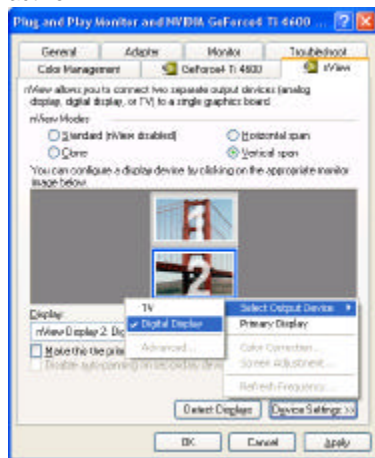 Plug and Play Monitor and NVIDIA GeForce4 Ti 4600 ...
General Adapter Monitor Troubleshoot
Color Management GeForce4 Ti 4600 nView
nView allows you to connect two separate output devices (analog
display, digital display, or TV) to a single graphics board
nView Modes
Standard (nView disabled) Horizontal span
Clone Vertical span
You can configure a display device by clicking on the appropriate monitor
image below.
1
2
Display:
nView Display 2: Dig
TV
Digital Display
Advanced...
Select Output Device
Primary Display
Color Correction...
Screen Adjustment...
Refresh Frequency...
Make this the prim
Disable auto-panning on secondary devi
Detect Displays Device Settings >>
OK Cancel Apply